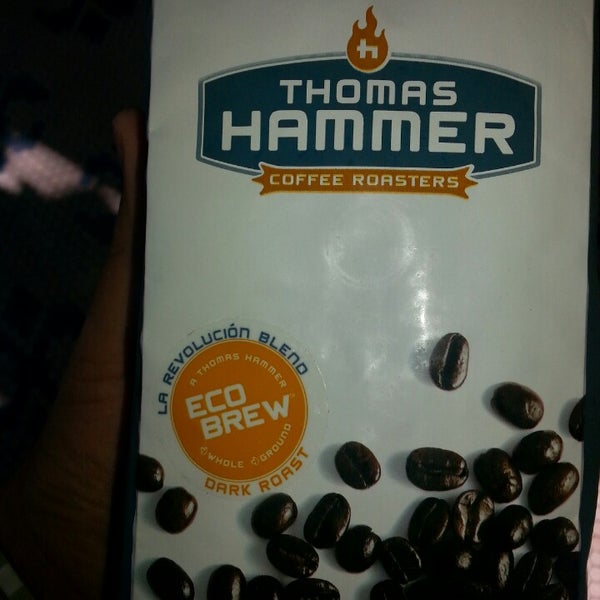 h
THOMAS
HAMMER
COFFEE ROASTERS
LA REVOLUCIÓN BLEND
A THOMAS HAMMER
ECO
BREW
WHOLE GROUND
DARK ROAST